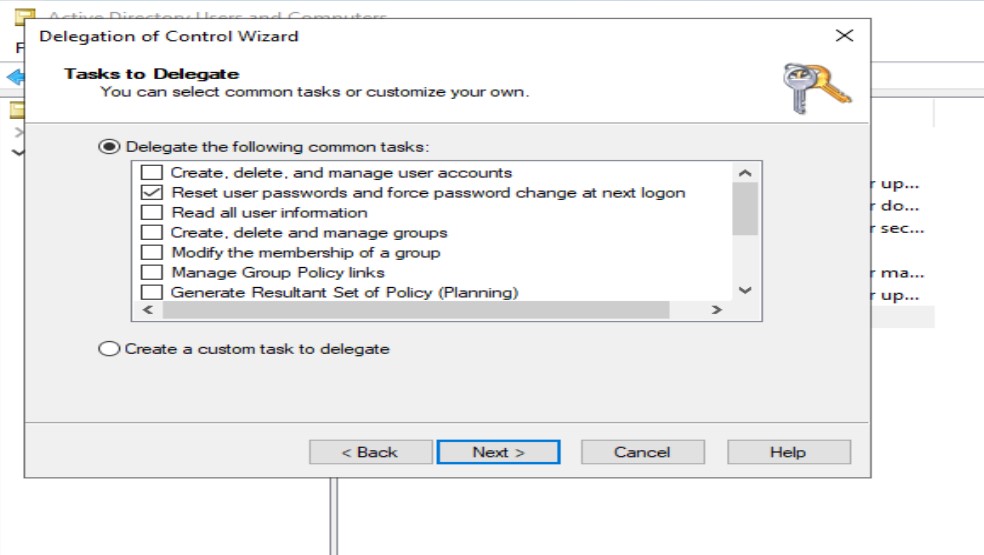 Active Directory Users and Computers
Delegation of Control Wizard
Tasks to Delegate
You can select common tasks or customize your own.
Delegate the following common tasks:
Create, delete, and manage user accounts
Reset user passwords and force password change at next logon
Read all user information
Create, delete and manage groups
Modify the membership of a group
Manage Group Policy links
Generate Resultant Set of Policy (Planning)
Create a custom task to delegate
< Back
Next >
Cancel
Help
r up...
r do...
r sec...
r ma...
r up...